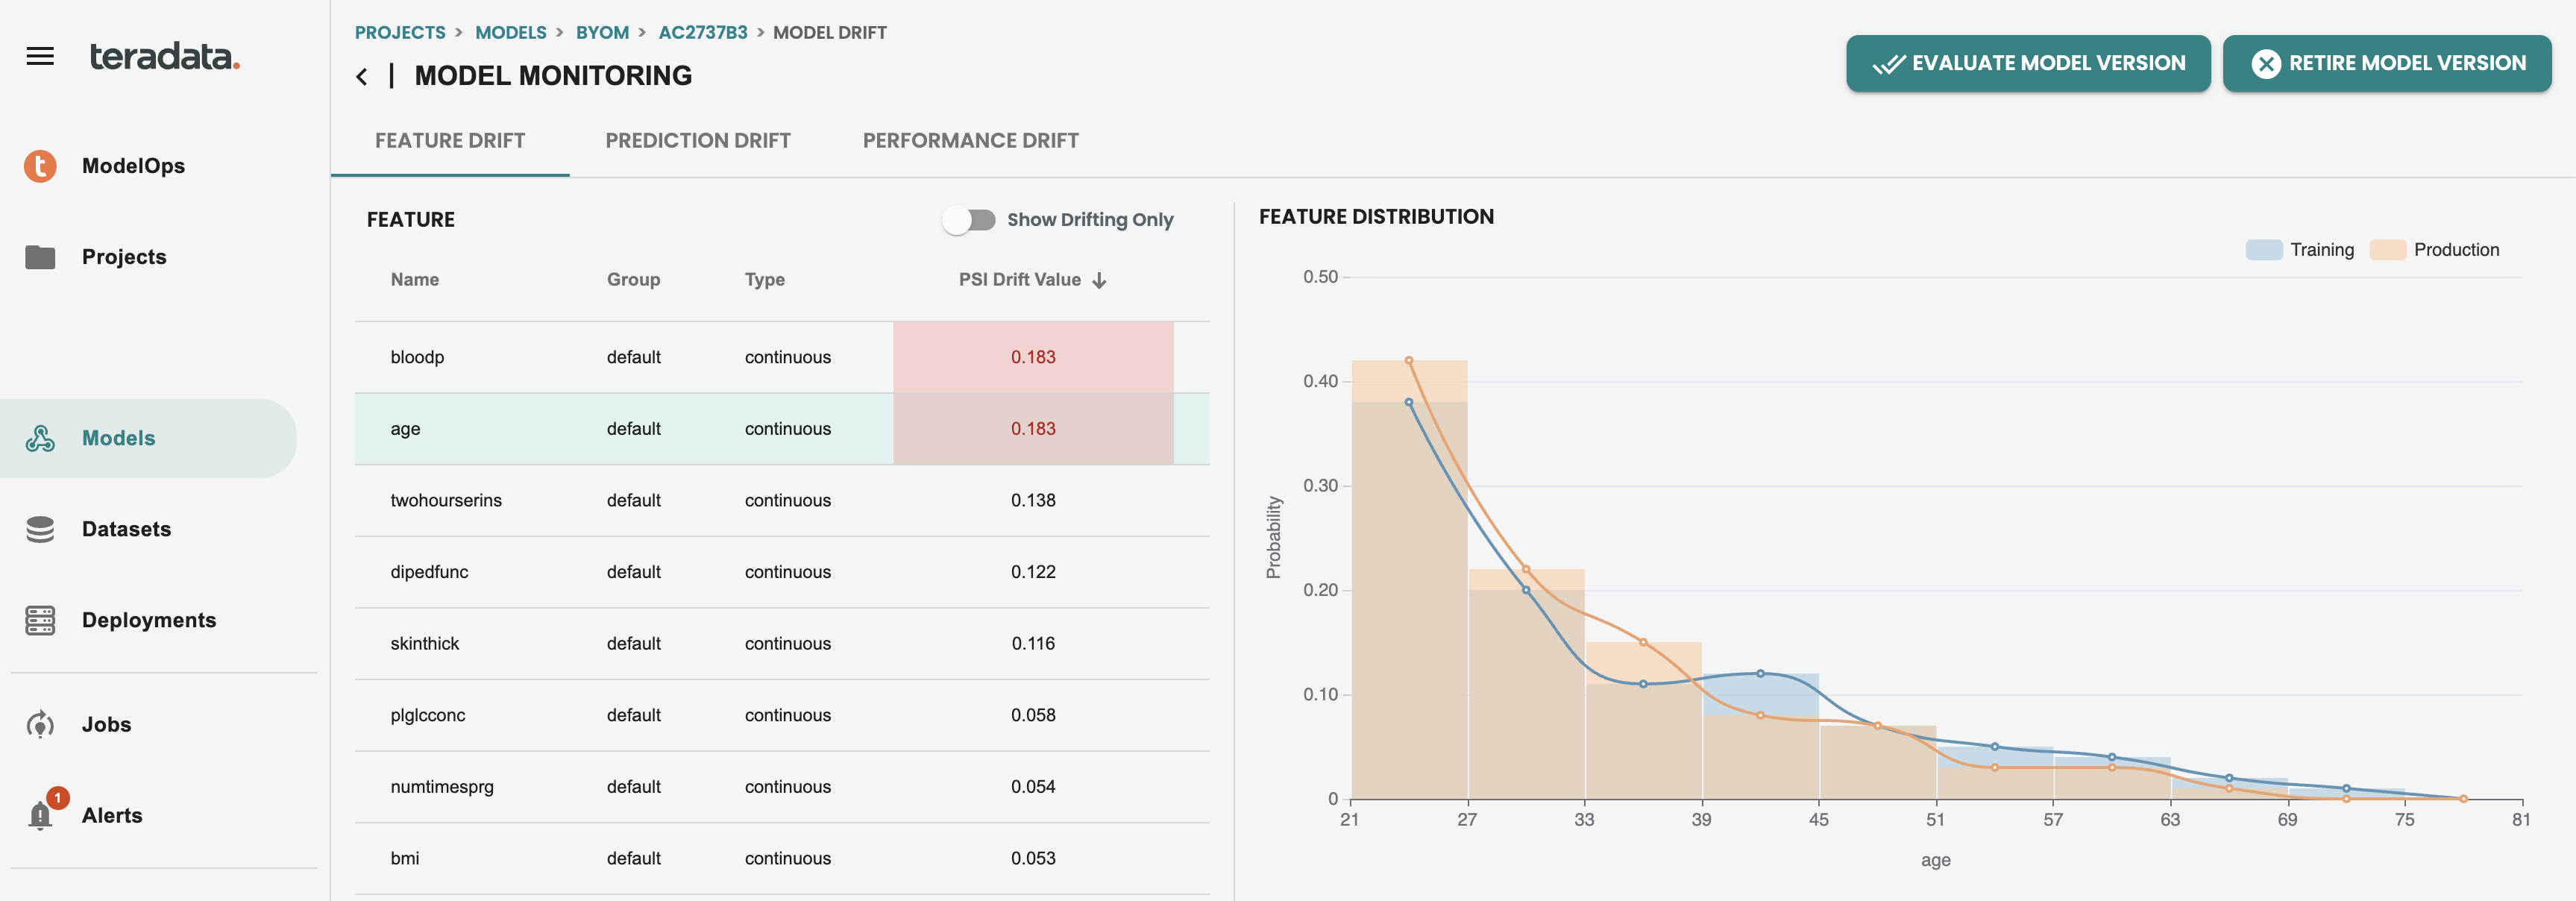 teradata.
ModelOps
Projects
Models
Datasets
Deployments
Jobs
1
Alerts
PROJECTS > MODELS > BYOM > AC2737B3 > MODEL DRIFT
< | MODEL MONITORING
EVALUATE MODEL VERSION
RETIRE MODEL VERSION
FEATURE DRIFT PREDICTION DRIFT PERFORMANCE DRIFT
FEATURE
Show Drifting Only
Name Group Type PSI Drift Value
bloodp default continuous 0.183
age default continuous 0.183
twohourserins default continuous 0.138
dipedfunc default continuous 0.122
skinthick default continuous 0.116
plglcconc default continuous 0.058
numtimesprg default continuous 0.054
bmi default continuous 0.053
FEATURE DISTRIBUTION
Training Production
0.50
0.40
0.30
0.20
0.10
0
Probability
21 27 33 39 45 51 57 63 69 75 81
age